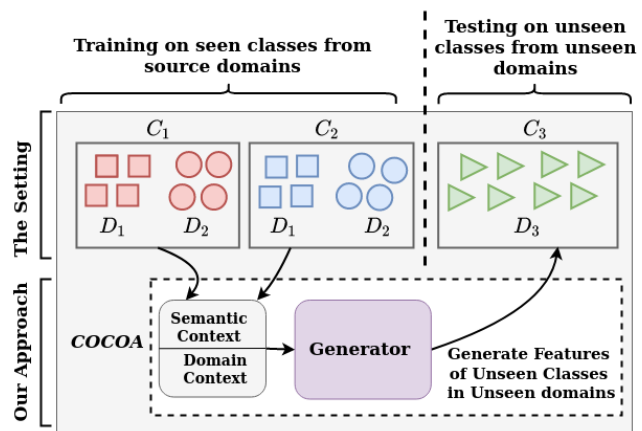 Training on seen classes from
source domains
Testing on unseen
classes from unseen
domains
The Setting
C1
C2
C3
D1
D2
D1
D2
D3
Our Approach
COCOA
Semantic
Context
Domain
Context
Generator
Generate Features
of Unseen Classes
in Unseen domains